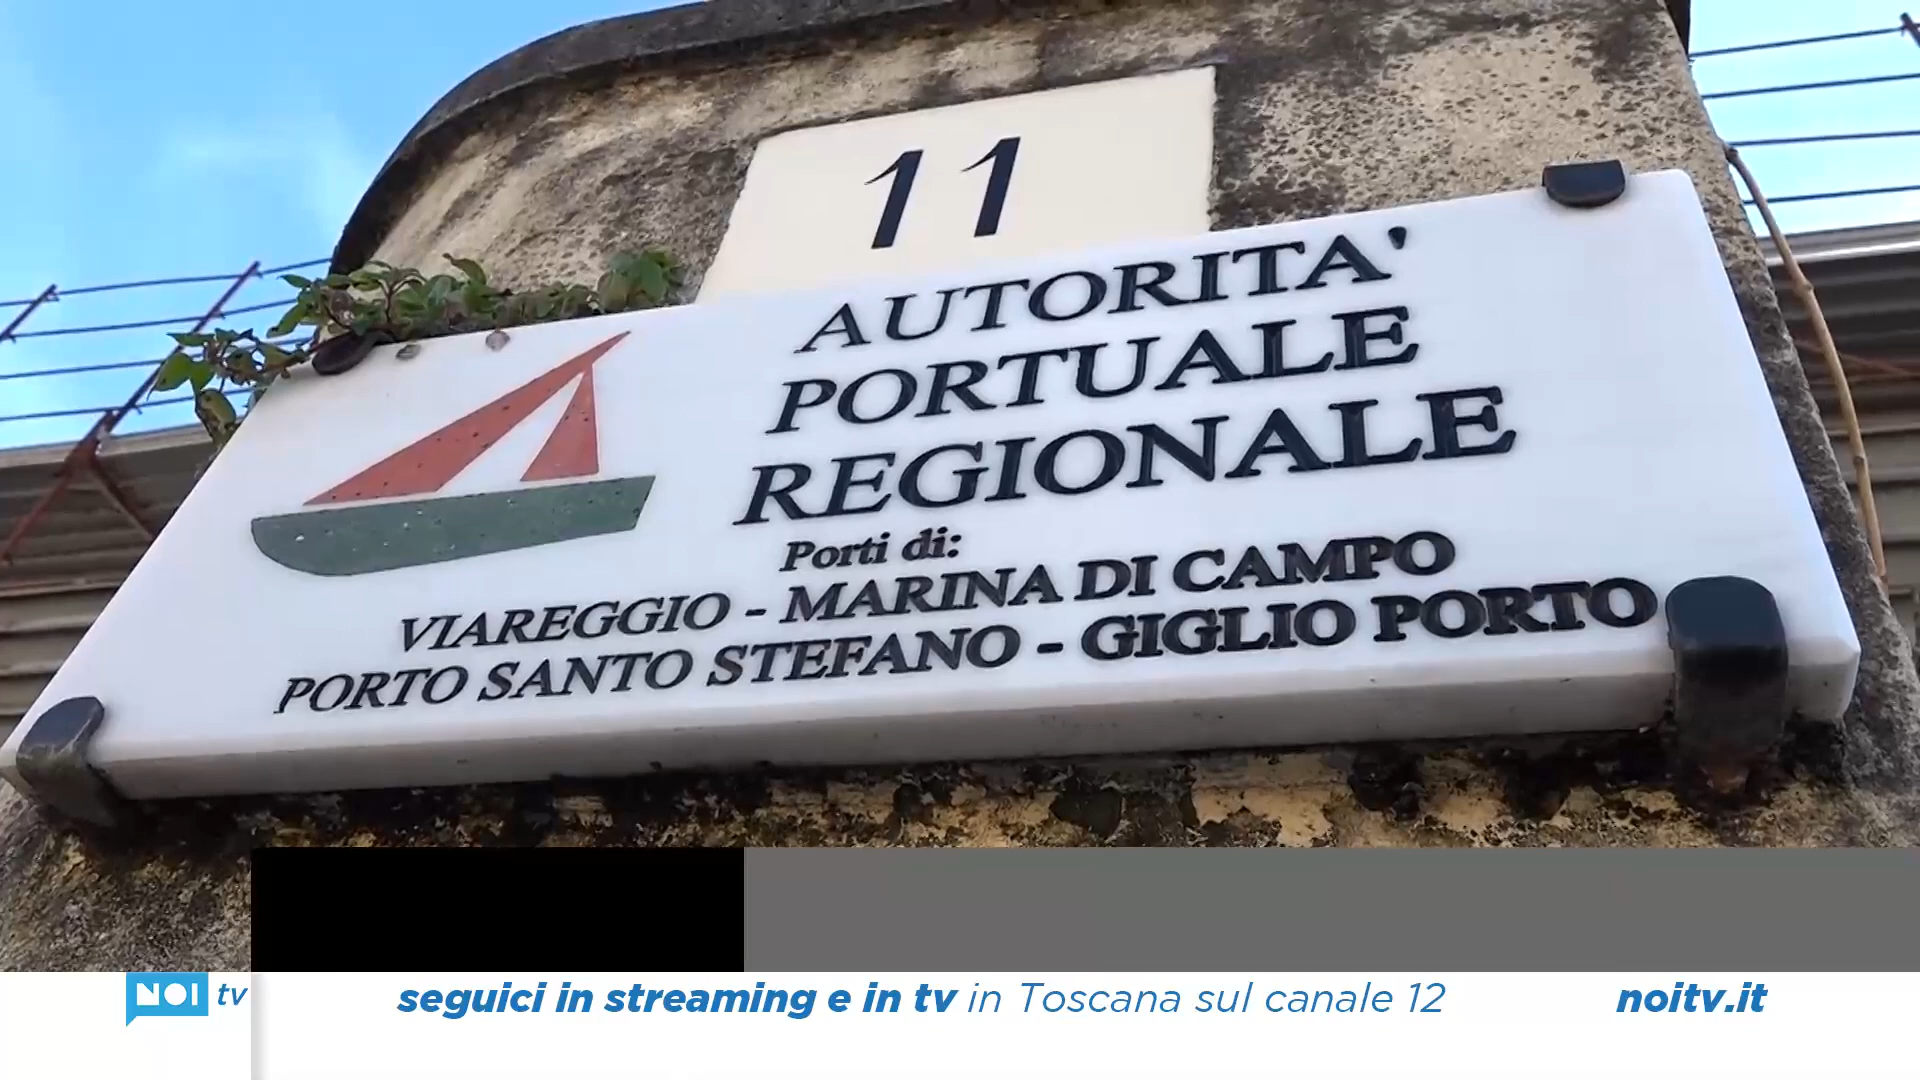 11
AUTORITA'
PORTUALE
REGIONALE
Porti di:
VIAREGGIO - MARINA DI CAMPO
PORTO SANTO STEFANO - GIGLIO PORTO
NOI tv
seguici in streaming e in tv in Toscana sul canale 12
noitv.it